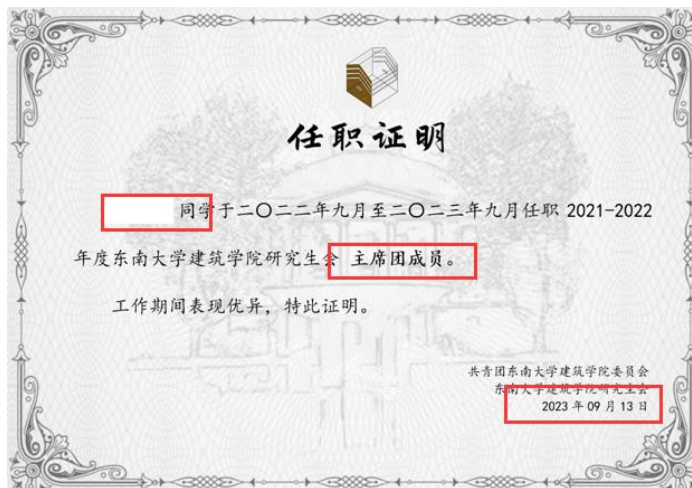 任职证明
同学于二〇二二年九月至二〇二三年九月任职 2021-2022
年度东南大学建筑学院研究生会 主席团成员。
工作期间表现优异，特此证明。
共青团东南大学建筑学院委员会
东南大学建筑学院研究生会
2023 年 09 月 13 日